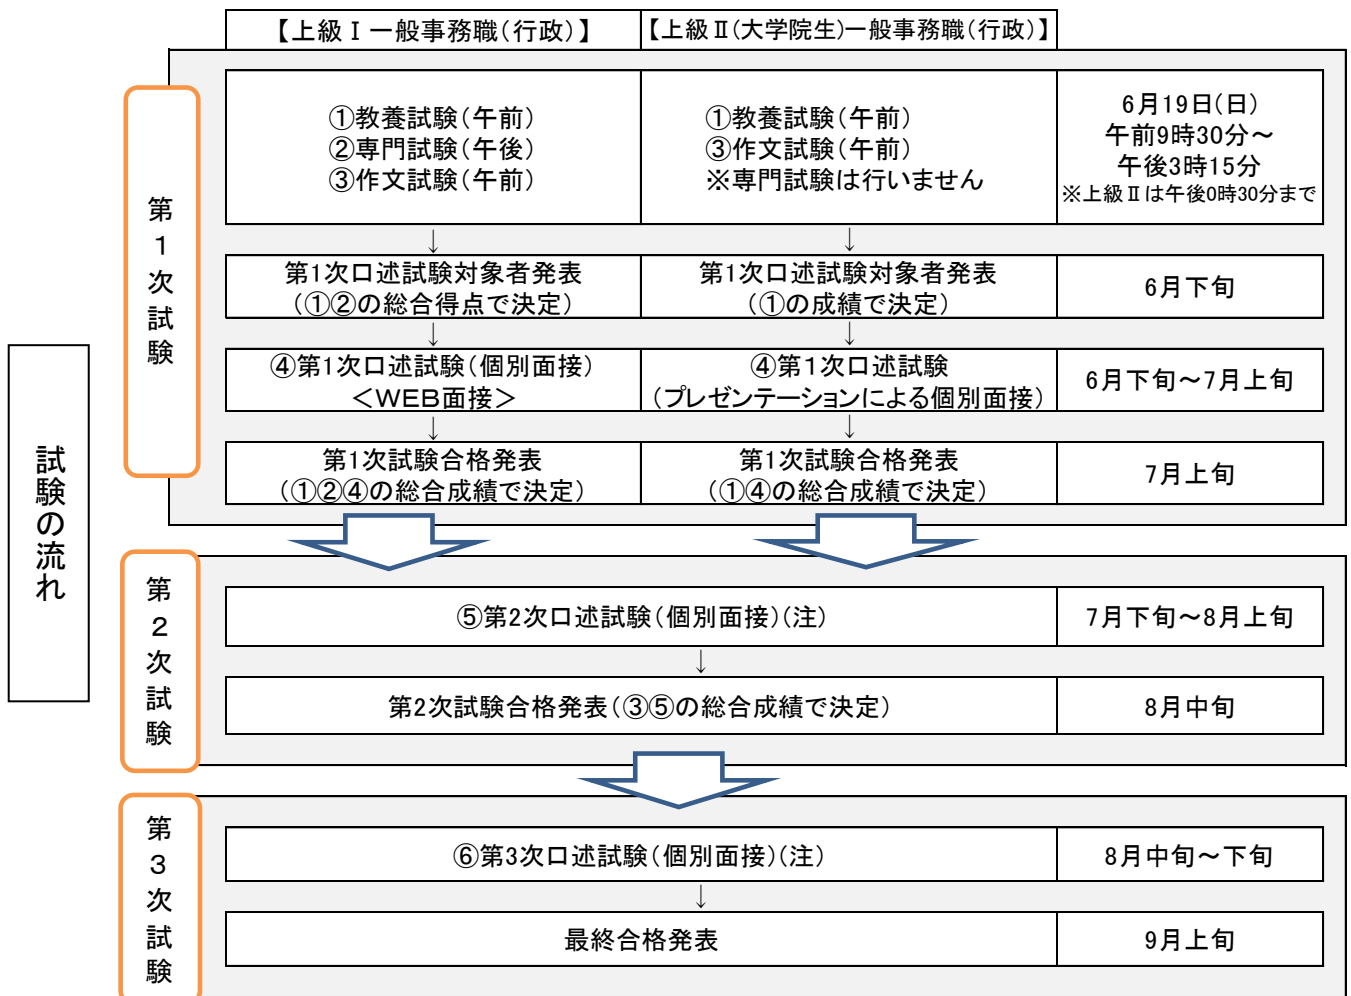 【上級Ⅰ一般事務職(行政)】
【上級Ⅱ(大学院生)一般事務職(行政)】
試験の流れ
第1次試験
①教養試験(午前)
②専門試験(午後)
③作文試験(午前)
①教養試験(午前)
③作文試験(午前)
※専門試験は行いません
6月19日(日)
午前9時30分～
午後3時15分
※上級Ⅱは午後0時30分まで
↓
↓
第1次口述試験対象者発表
(①②の総合得点で決定)
第1次口述試験対象者発表
(①の成績で決定)
6月下旬
↓
↓
④第1次口述試験(個別面接)
＜WEB面接＞
④第1次口述試験
(プレゼンテーションによる個別面接)
6月下旬～7月上旬
↓
↓
第1次試験合格発表
(①②④の総合成績で決定)
第1次試験合格発表
(①④の総合成績で決定)
7月上旬
第2次試験
⑤第2次口述試験(個別面接)(注)
7月下旬～8月上旬
↓
第2次試験合格発表(③⑤の総合成績で決定)
8月中旬
第3次試験
⑥第3次口述試験(個別面接)(注)
8月中旬～下旬
↓
最終合格発表
9月上旬